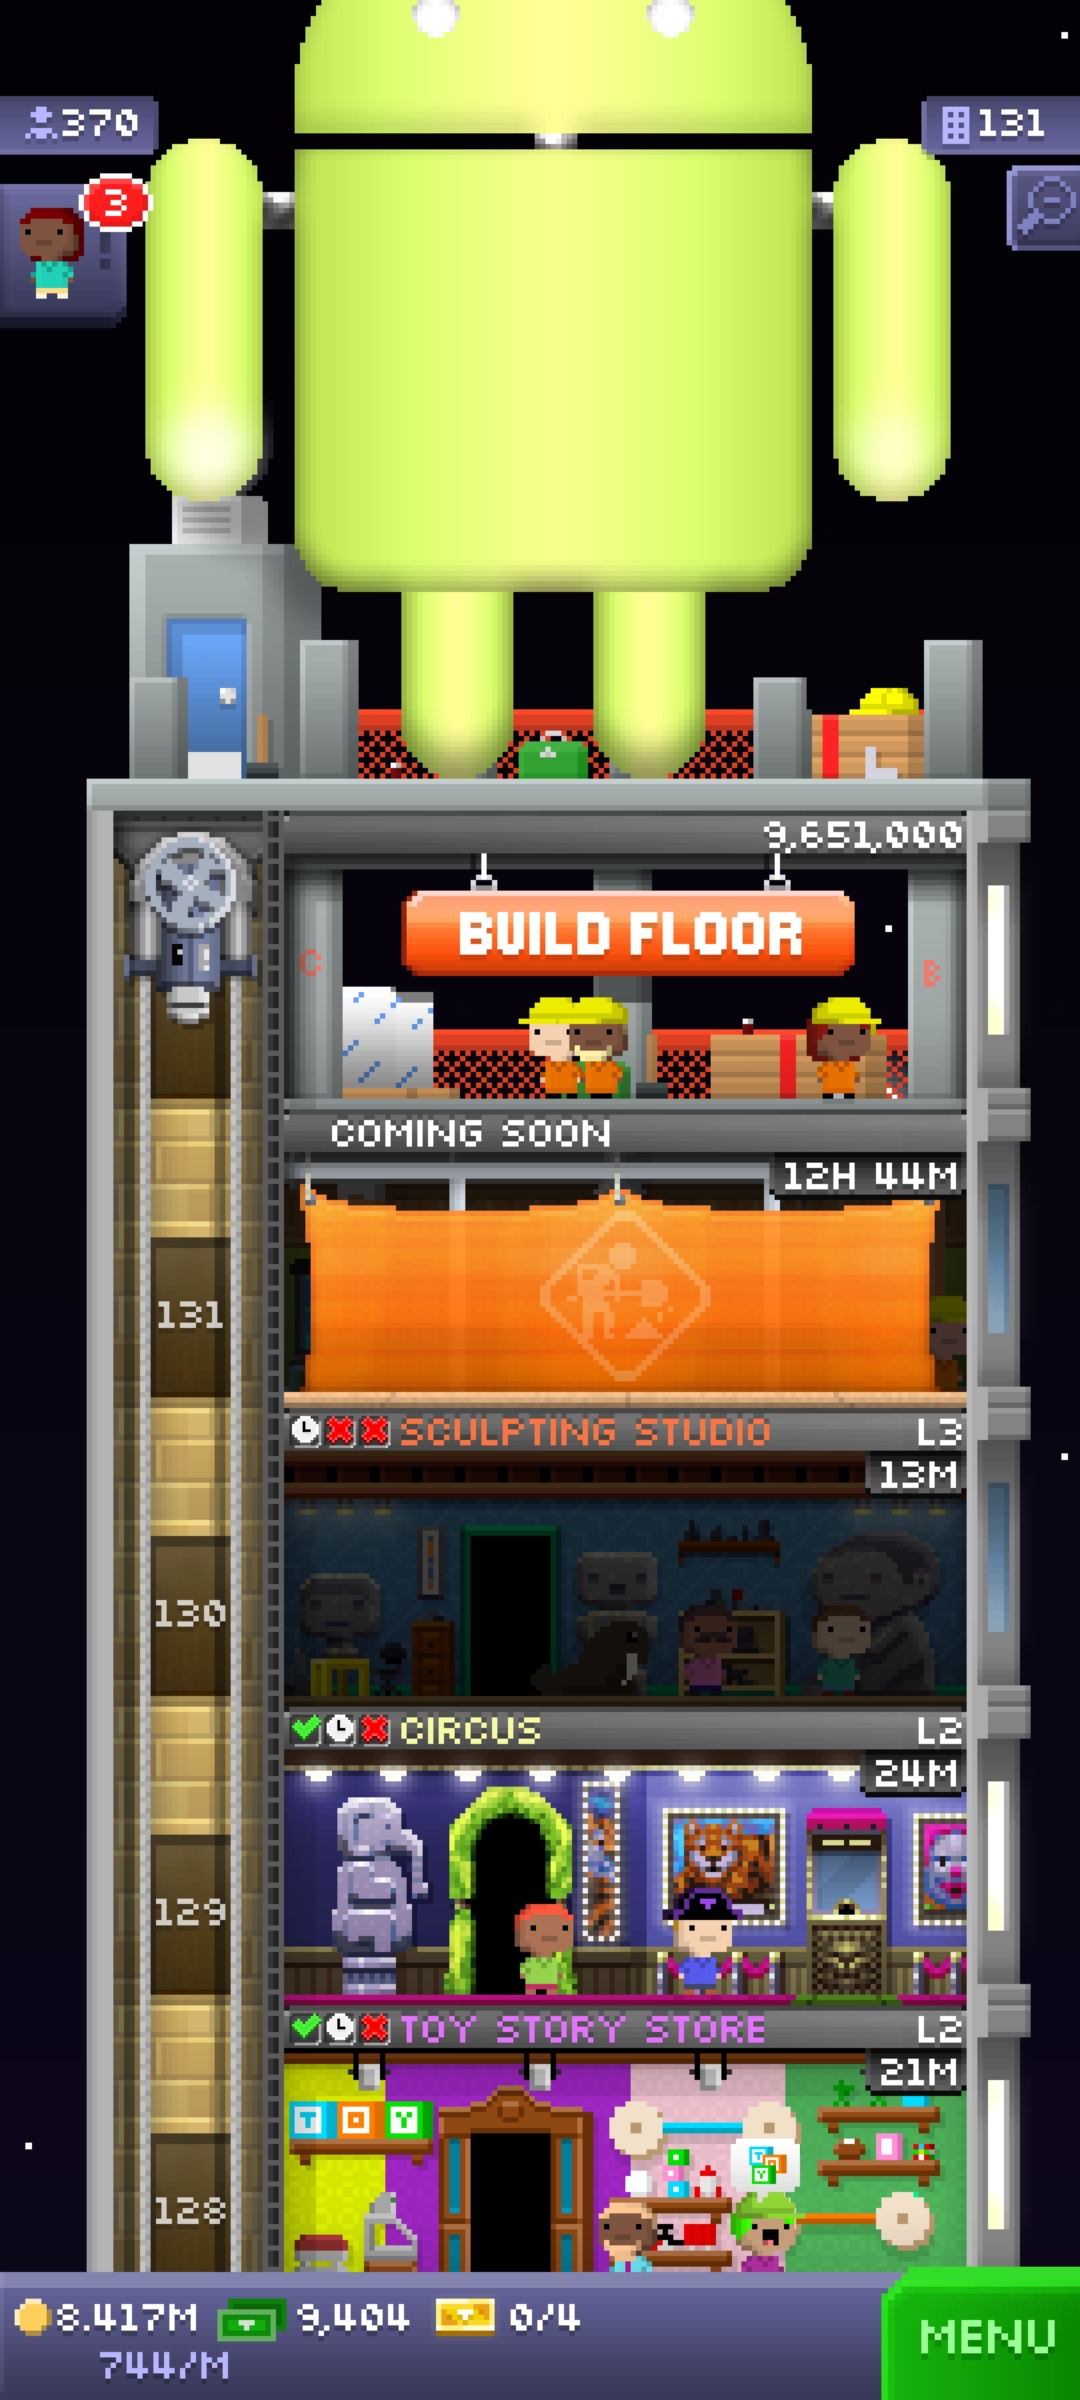 370
131
3
9,651,000
BUILD FLOOR
C
B
COMING SOON
12H 44M
131
SCULPTING STUDIO L3
13M
130
CIRCUS L2
24M
129
TOY STORY STORE L2
21M
TOY
128
8.417M 9,404 0/4
744/M
MENU